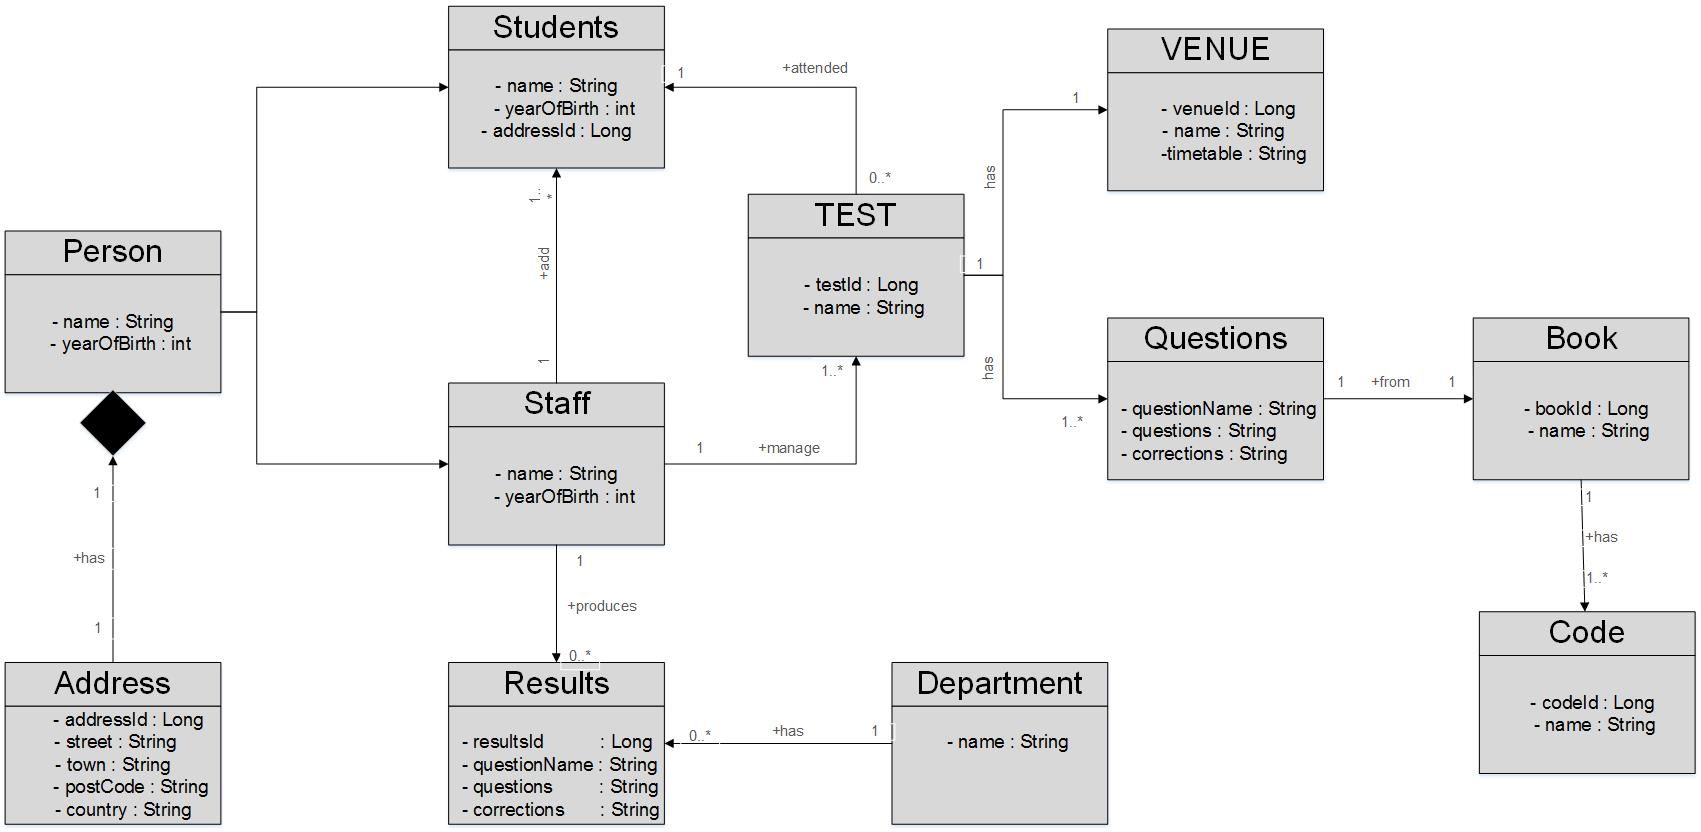 Students
- name : String
- yearOfBirth : int
- addressId : Long
1
+attended
0..*
VENUE
- venueId : Long
- name : String
-timetable : String
1
has
Person
- name : String
- yearOfBirth : int
1..
*
+add
1
TEST
- testId : Long
- name : String
1
1..*
has
1..*
Questions
- questionName : String
- questions : String
- corrections : String
1
+from
1
Book
- bookId : Long
- name : String
Staff
- name : String
- yearOfBirth : int
1
+manage
1
+has
1
1
+produces
0..*
1
+has
1..*
Address
- addressId : Long
- street : String
- town : String
- postCode : String
- country : String
Results
- resultsId : Long
- questionName : String
- questions : String
- corrections : String
0..*
+has
1
Department
- name : String
Code
- codeId : Long
- name : String